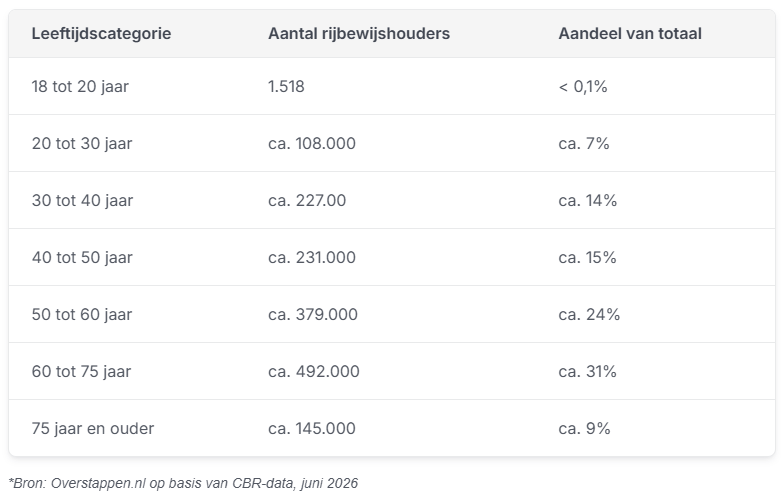 Leeftijdscategorie Aantal rijbewijshouders Aandeel van totaal
18 tot 20 jaar 1.518 < 0,1%
20 tot 30 jaar ca. 108.000 ca. 7%
30 tot 40 jaar ca. 227.00 ca. 14%
40 tot 50 jaar ca. 231.000 ca. 15%
50 tot 60 jaar ca. 379.000 ca. 24%
60 tot 75 jaar ca. 492.000 ca. 31%
75 jaar en ouder ca. 145.000 ca. 9%
*Bron: Overstappen.nl op basis van CBR-data, juni 2026